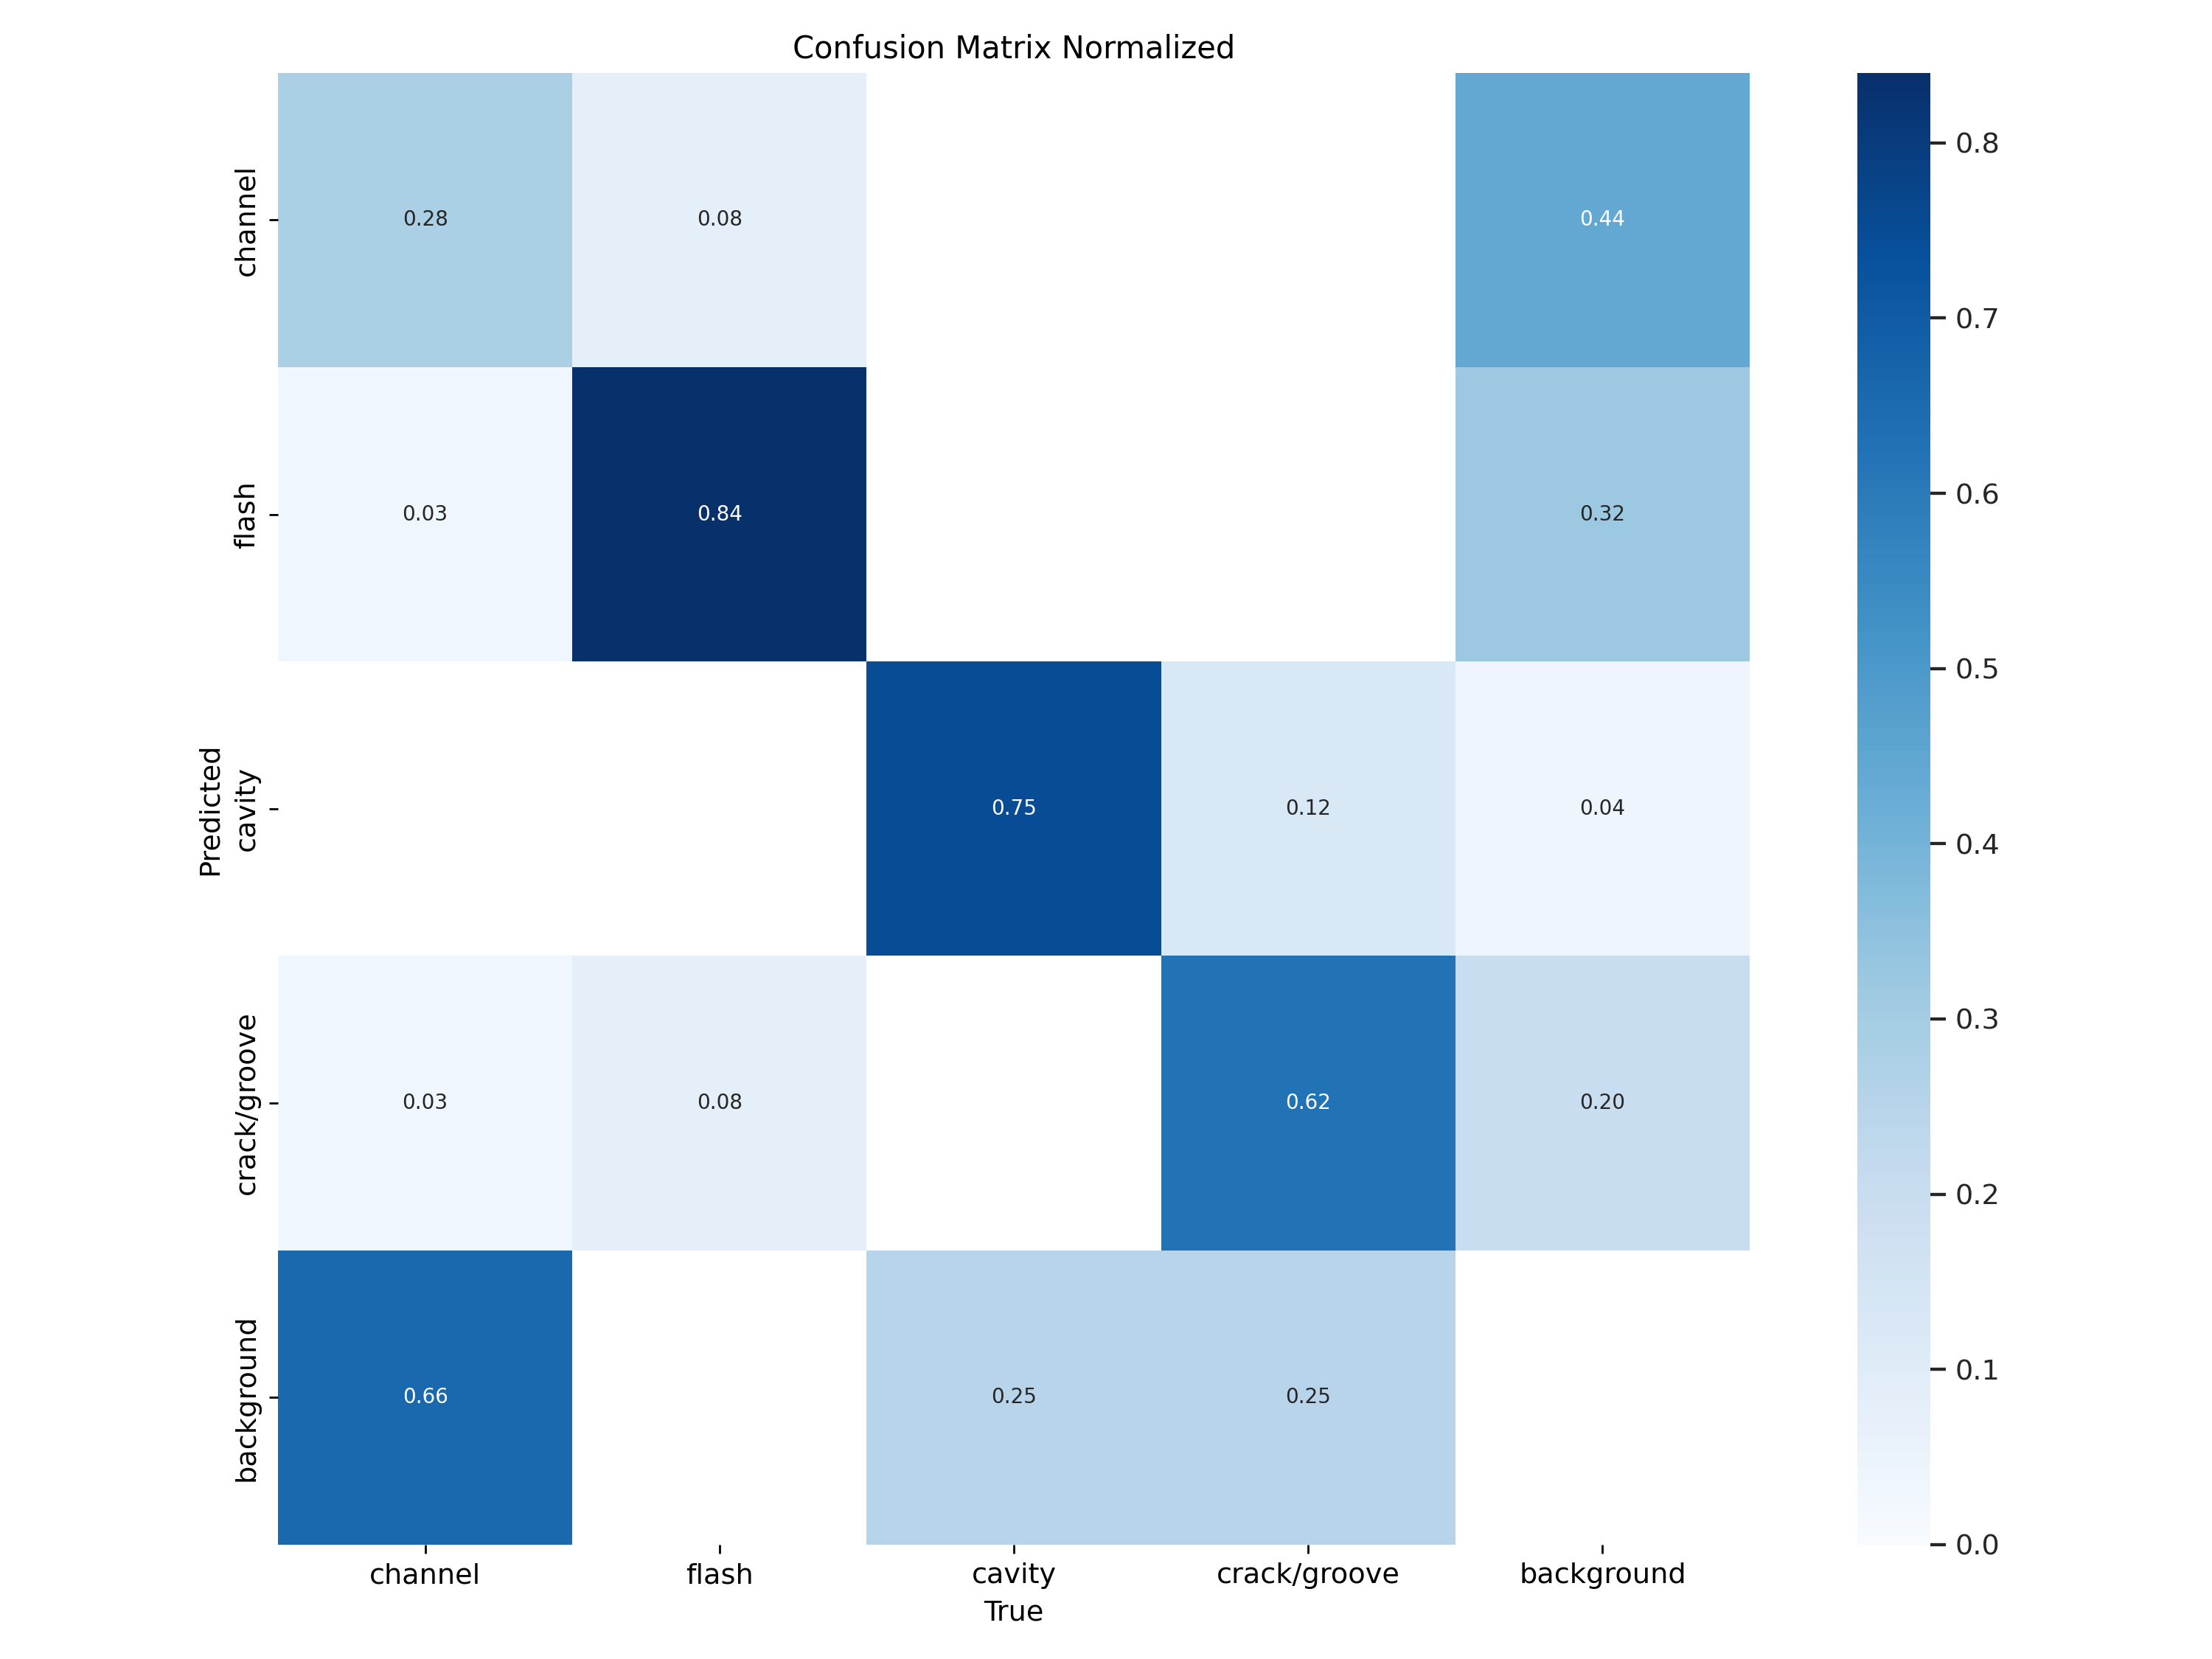 Confusion Matrix Normalized
channel
0.28
0.08
0.44
flash
0.03
0.84
0.32
Predicted
cavity
0.75
0.12
0.04
crack/groove
0.03
0.08
0.62
0.20
background
0.66
0.25
0.25
channel
flash
cavity
crack/groove
background
True
0.8
0.7
0.6
0.5
0.4
0.3
0.2
0.1
0.0